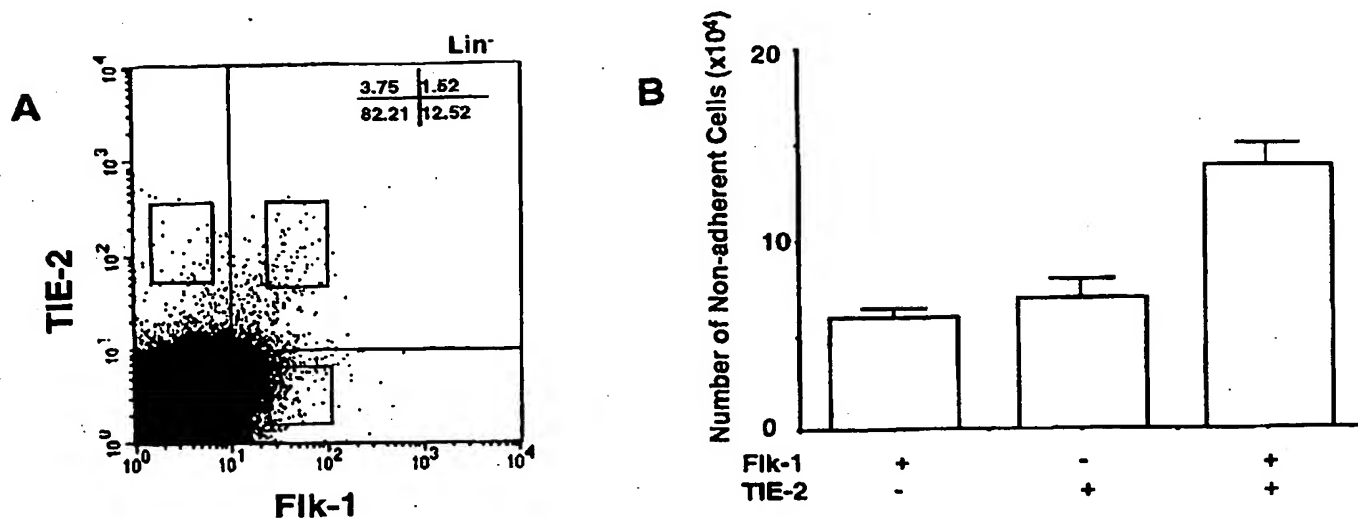 A
Lin-
3.75 1.52
82.21 12.52
TIE-2
10⁴
10³
10²
10¹
10⁰
10⁰ 10¹ 10² 10³ 10⁴
Flk-1
B
Number of Non-adherent Cells (x10⁴)
20
10
0
Flk-1 + - +
TIE-2 - + +